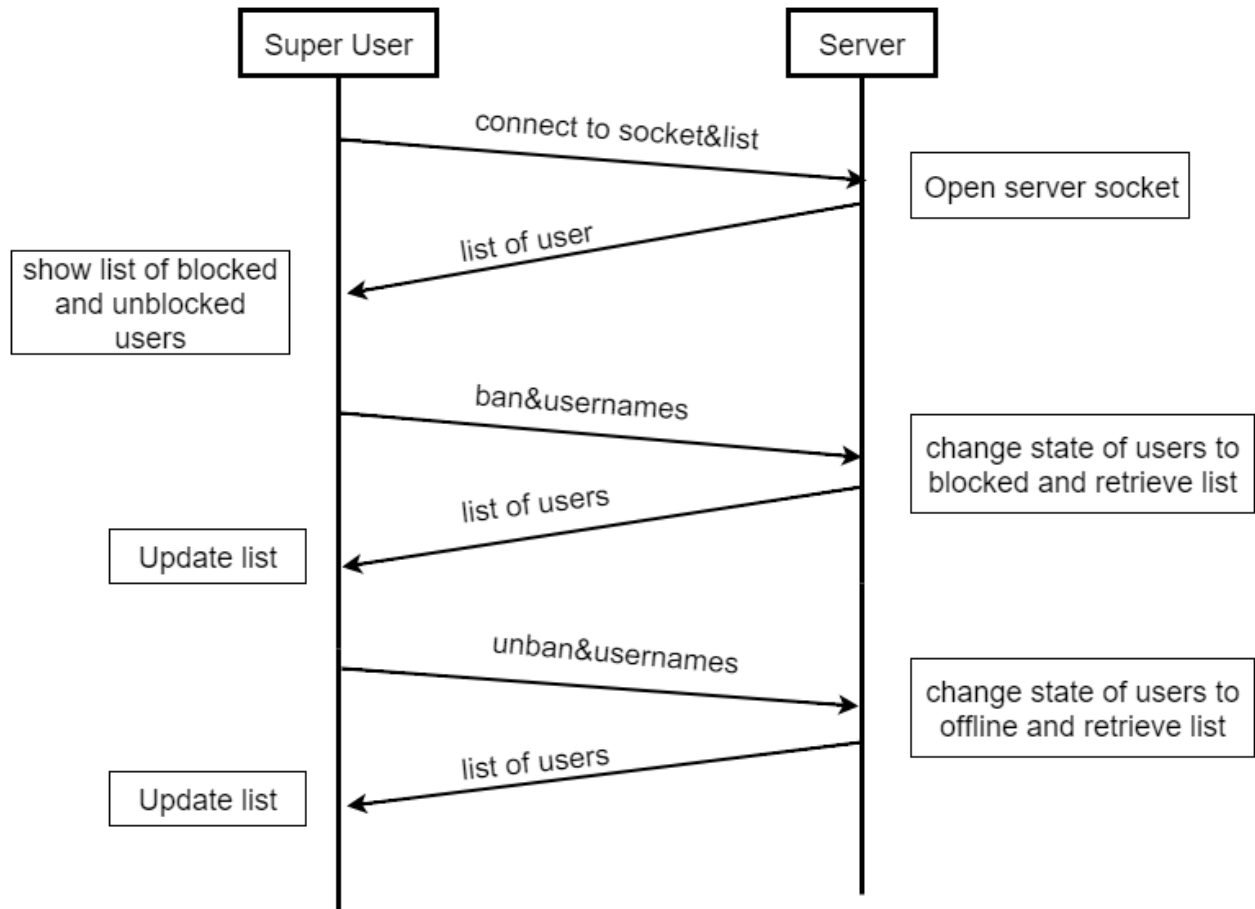 Super User
Server
connect to socket&list
Open server socket
list of user
show list of blocked
and unblocked
users
ban&usernames
change state of users to
blocked and retrieve list
list of users
Update list
unban&usernames
change state of users to
offline and retrieve list
list of users
Update list